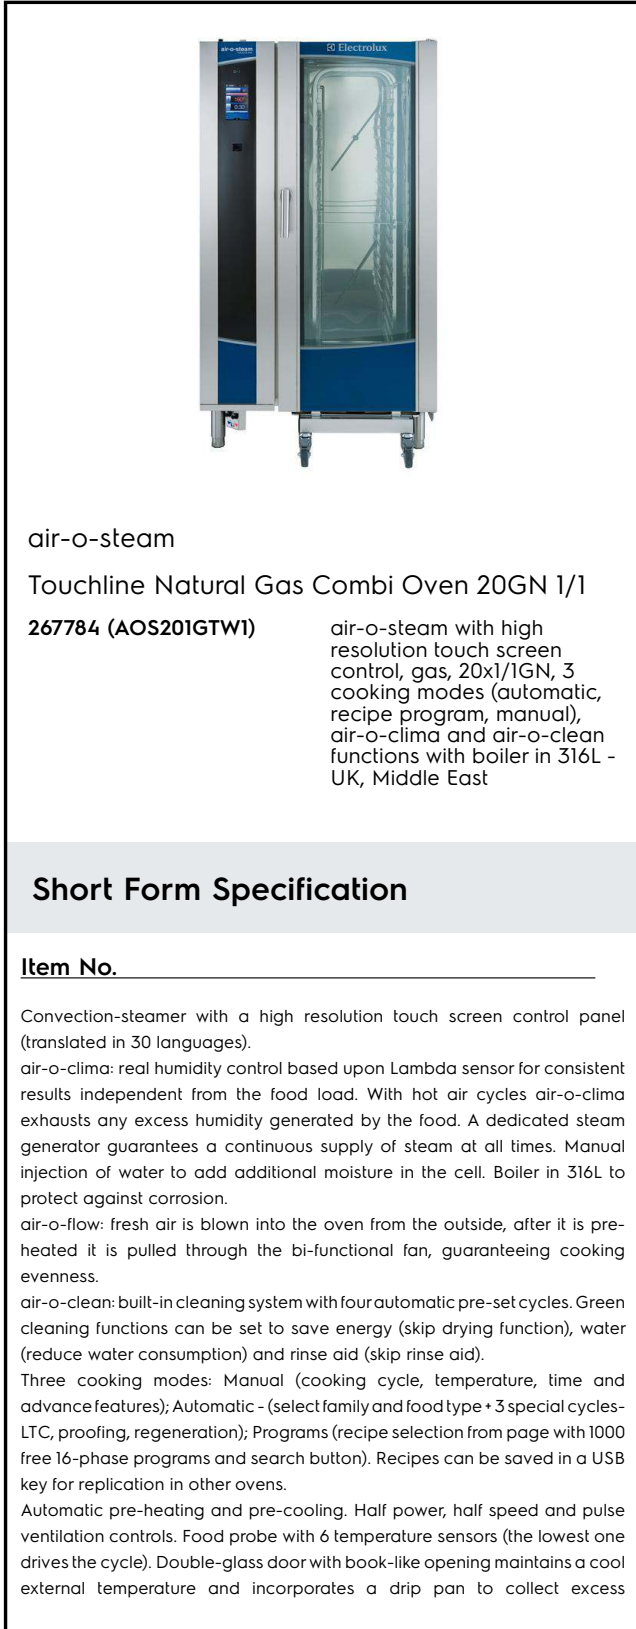 air-o-steam
Electrolux
160°
0:30
air-o-steam
Touchline Natural Gas Combi Oven 20GN 1/1
267784 (AOS201GTW1)
air-o-steam with high
resolution touch screen
control, gas, 20x1/1GN, 3
cooking modes (automatic,
recipe program, manual),
air-o-clima and air-o-clean
functions with boiler in 316L -
UK, Middle East
Short Form Specification
Item No.
Convection-steamer with a high resolution touch screen control panel
(translated in 30 languages).
air-o-clima: real humidity control based upon Lambda sensor for consistent
results independent from the food load. With hot air cycles air-o-clima
exhausts any excess humidity generated by the food. A dedicated steam
generator guarantees a continuous supply of steam at all times. Manual
injection of water to add additional moisture in the cell. Boiler in 316L to
protect against corrosion.
air-o-flow: fresh air is blown into the oven from the outside, after it is pre-
heated it is pulled through the bi-functional fan, guaranteeing cooking
evenness.
air-o-clean: built-in cleaning system with four automatic pre-set cycles. Green
cleaning functions can be set to save energy (skip drying function), water
(reduce water consumption) and rinse aid (skip rinse aid).
Three cooking modes: Manual (cooking cycle, temperature, time and
advance features); Automatic - (select family and food type + 3 special cycles-
LTC, proofing, regeneration); Programs (recipe selection from page with 1000
free 16-phase programs and search button). Recipes can be saved in a USB
key for replication in other ovens.
Automatic pre-heating and pre-cooling. Half power, half speed and pulse
ventilation controls. Food probe with 6 temperature sensors (the lowest one
drives the cycle). Double-glass door with book-like opening maintains a cool
external temperature and incorporates a drip pan to collect excess